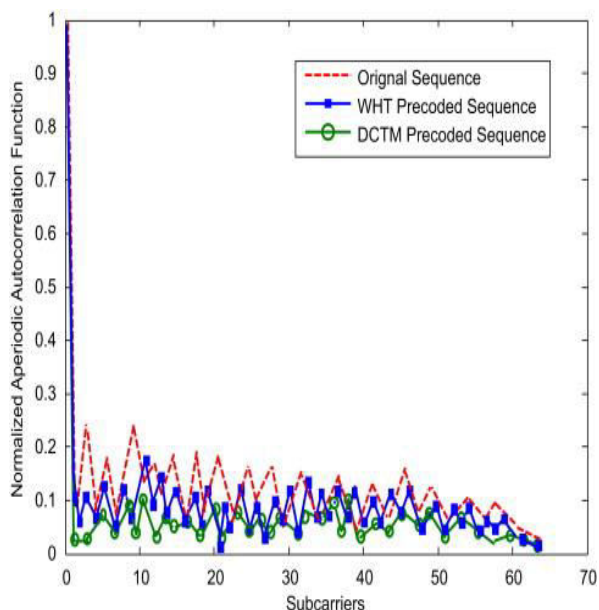 Normalized Aperiodic Autocorrelation Function
1
0.9
0.8
0.7
0.6
0.5
0.4
0.3
0.2
0.1
0
Orignal Sequence
WHT Precoded Sequence
DCTM Precoded Sequence
0 10 20 30 40 50 60 70
Subcarriers